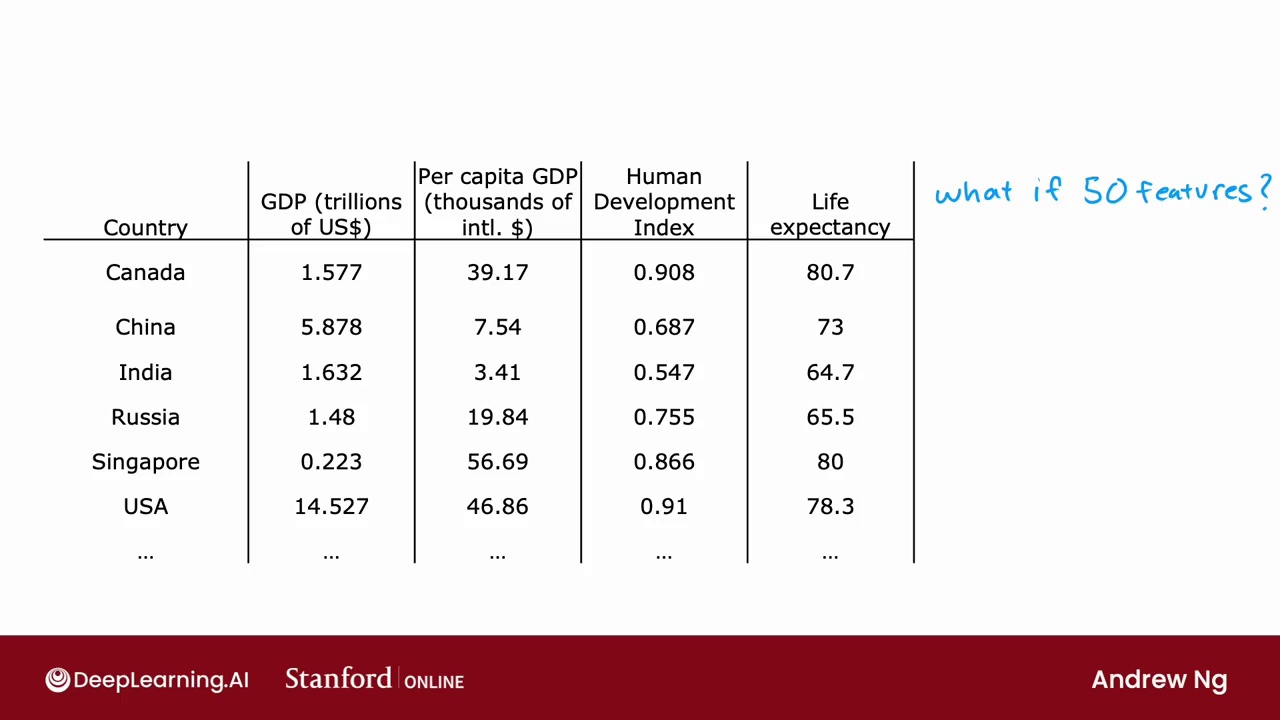 what if 50 features?
Country GDP (trillions of US$) Per capita GDP (thousands of intl. $) Human Development Index Life expectancy
Canada 1.577 39.17 0.908 80.7
China 5.878 7.54 0.687 73
India 1.632 3.41 0.547 64.7
Russia 1.48 19.84 0.755 65.5
Singapore 0.223 56.69 0.866 80
USA 14.527 46.86 0.91 78.3
... ... ... ... ...
DeepLearning.AI Stanford ONLINE Andrew Ng